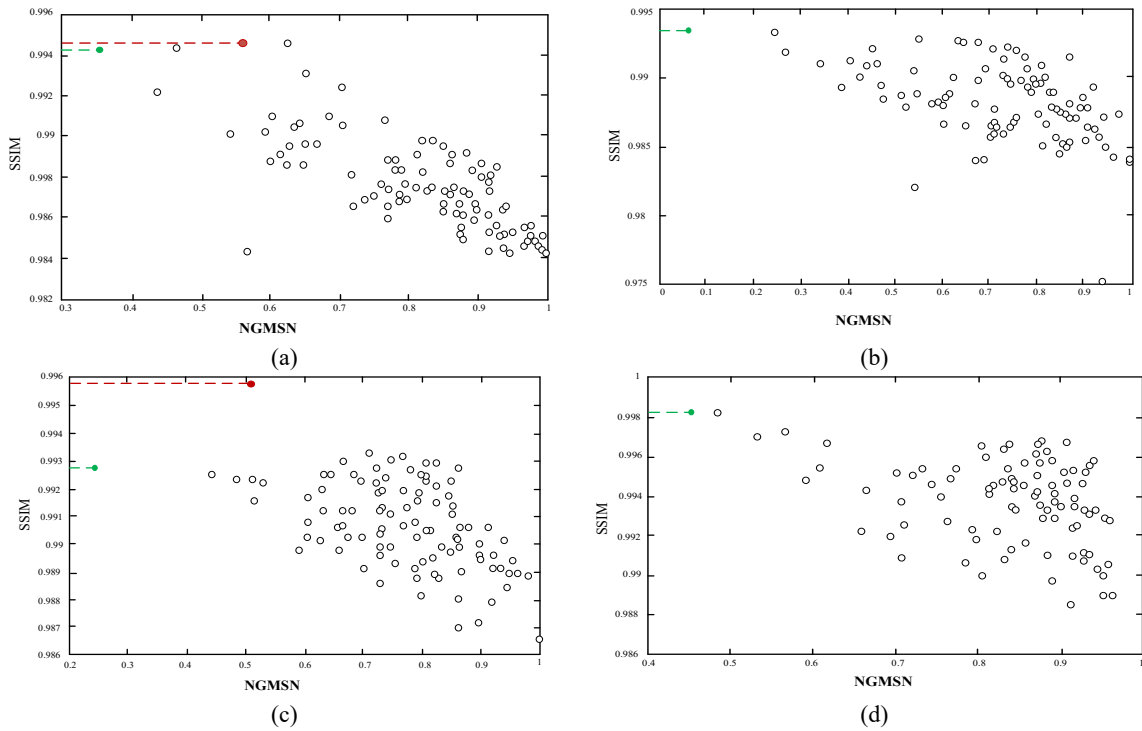 0.996
0.994
0.992
0.99
0.998
0.986
0.984
0.982
SSIM
0.3 0.4 0.5 0.6 0.7 0.8 0.9 1
NGMSN
(a)
0.995
0.99
0.985
0.98
0.975
SSIM
0 0.1 0.2 0.3 0.4 0.5 0.6 0.7 0.8 0.9 1
NGMSN
(b)
0.996
0.995
0.994
0.993
0.992
0.991
0.99
0.989
0.988
0.987
0.986
SSIM
0.2 0.3 0.4 0.5 0.6 0.7 0.8 0.9 1
NGMSN
(c)
1
0.998
0.996
0.994
0.992
0.99
0.988
0.986
SSIM
0.4 0.5 0.6 0.7 0.8 0.9 1
NGMSN
(d)